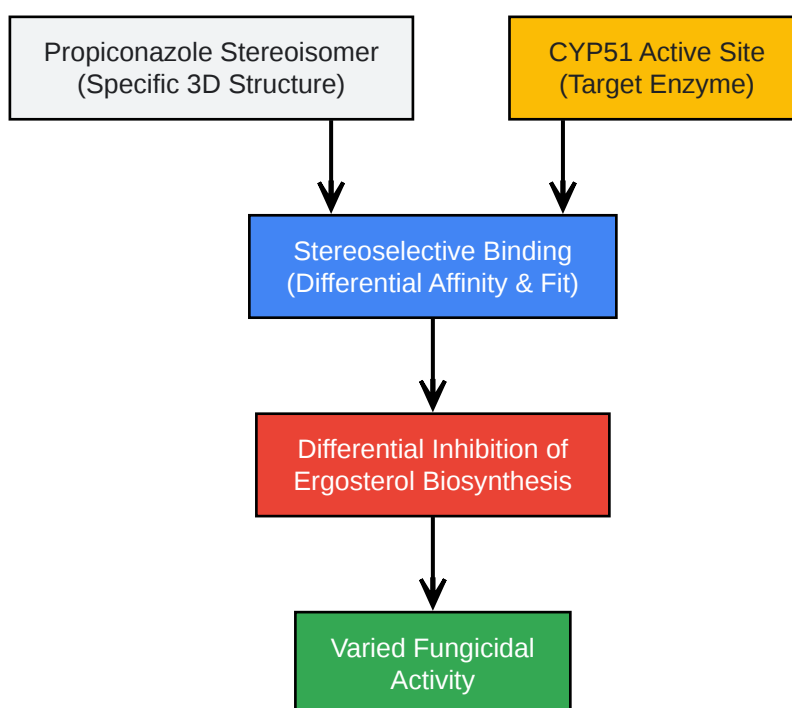 Propiconazole Stereoisomer
(Specific 3D Structure)
CYP51 Active Site
(Target Enzyme)
Stereoselective Binding
(Differential Affinity & Fit)
Differential Inhibition of
Ergosterol Biosynthesis
Varied Fungicidal
Activity